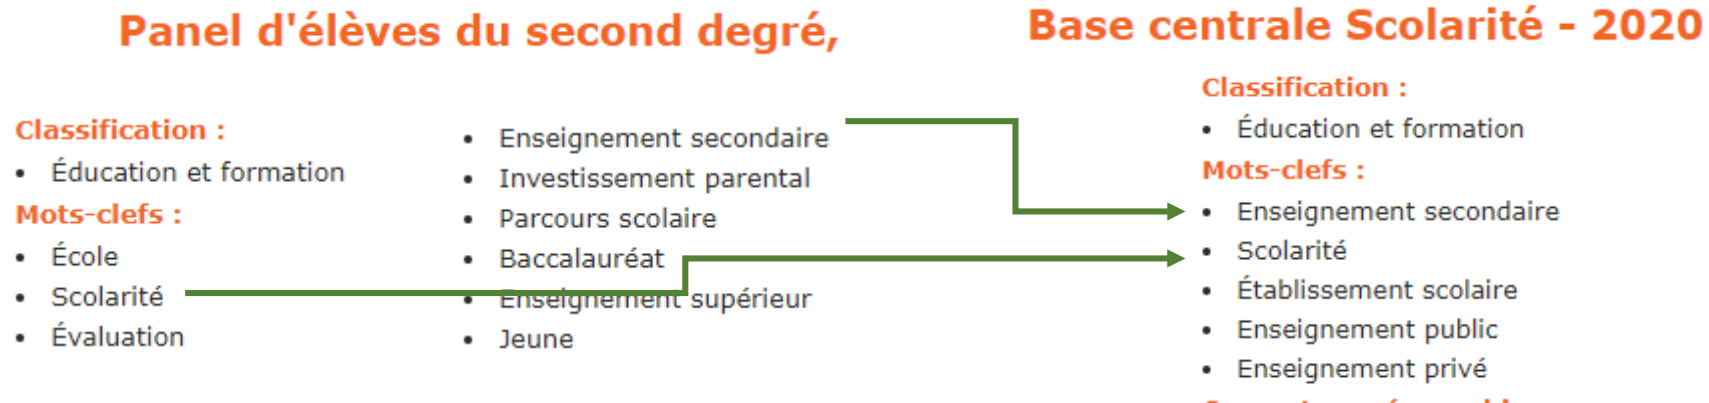 Panel d'élèves du second degré,
Classification :
Éducation et formation
Mots-clefs :
École
Scolarité
Évaluation
Enseignement secondaire
Investissement parental
Parcours scolaire
Baccalauréat
Enseignement supérieur
Jeune
Base centrale Scolarité - 2020
Classification :
Éducation et formation
Mots-clefs :
Enseignement secondaire
Scolarité
Établissement scolaire
Enseignement public
Enseignement privé